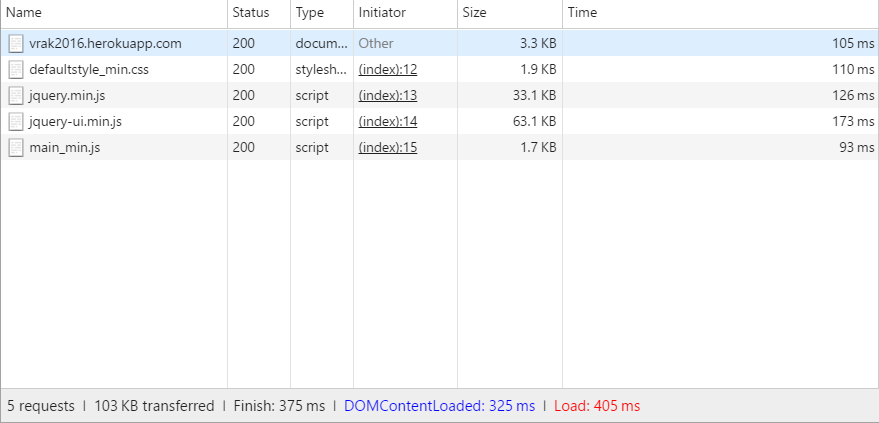 Name Status Type Initiator Size Time
vrak2016.herokuapp.com 200 docum... Other 3.3 KB 105 ms
defaultstyle_min.css 200 stylesh... (index):12 1.9 KB 110 ms
jquery.min.js 200 script (index):13 33.1 KB 126 ms
jquery-ui.min.js 200 script (index):14 63.1 KB 173 ms
main_min.js 200 script (index):15 1.7 KB 93 ms
5 requests | 103 KB transferred | Finish: 375 ms | DOMContentLoaded: 325 ms | Load: 405 ms